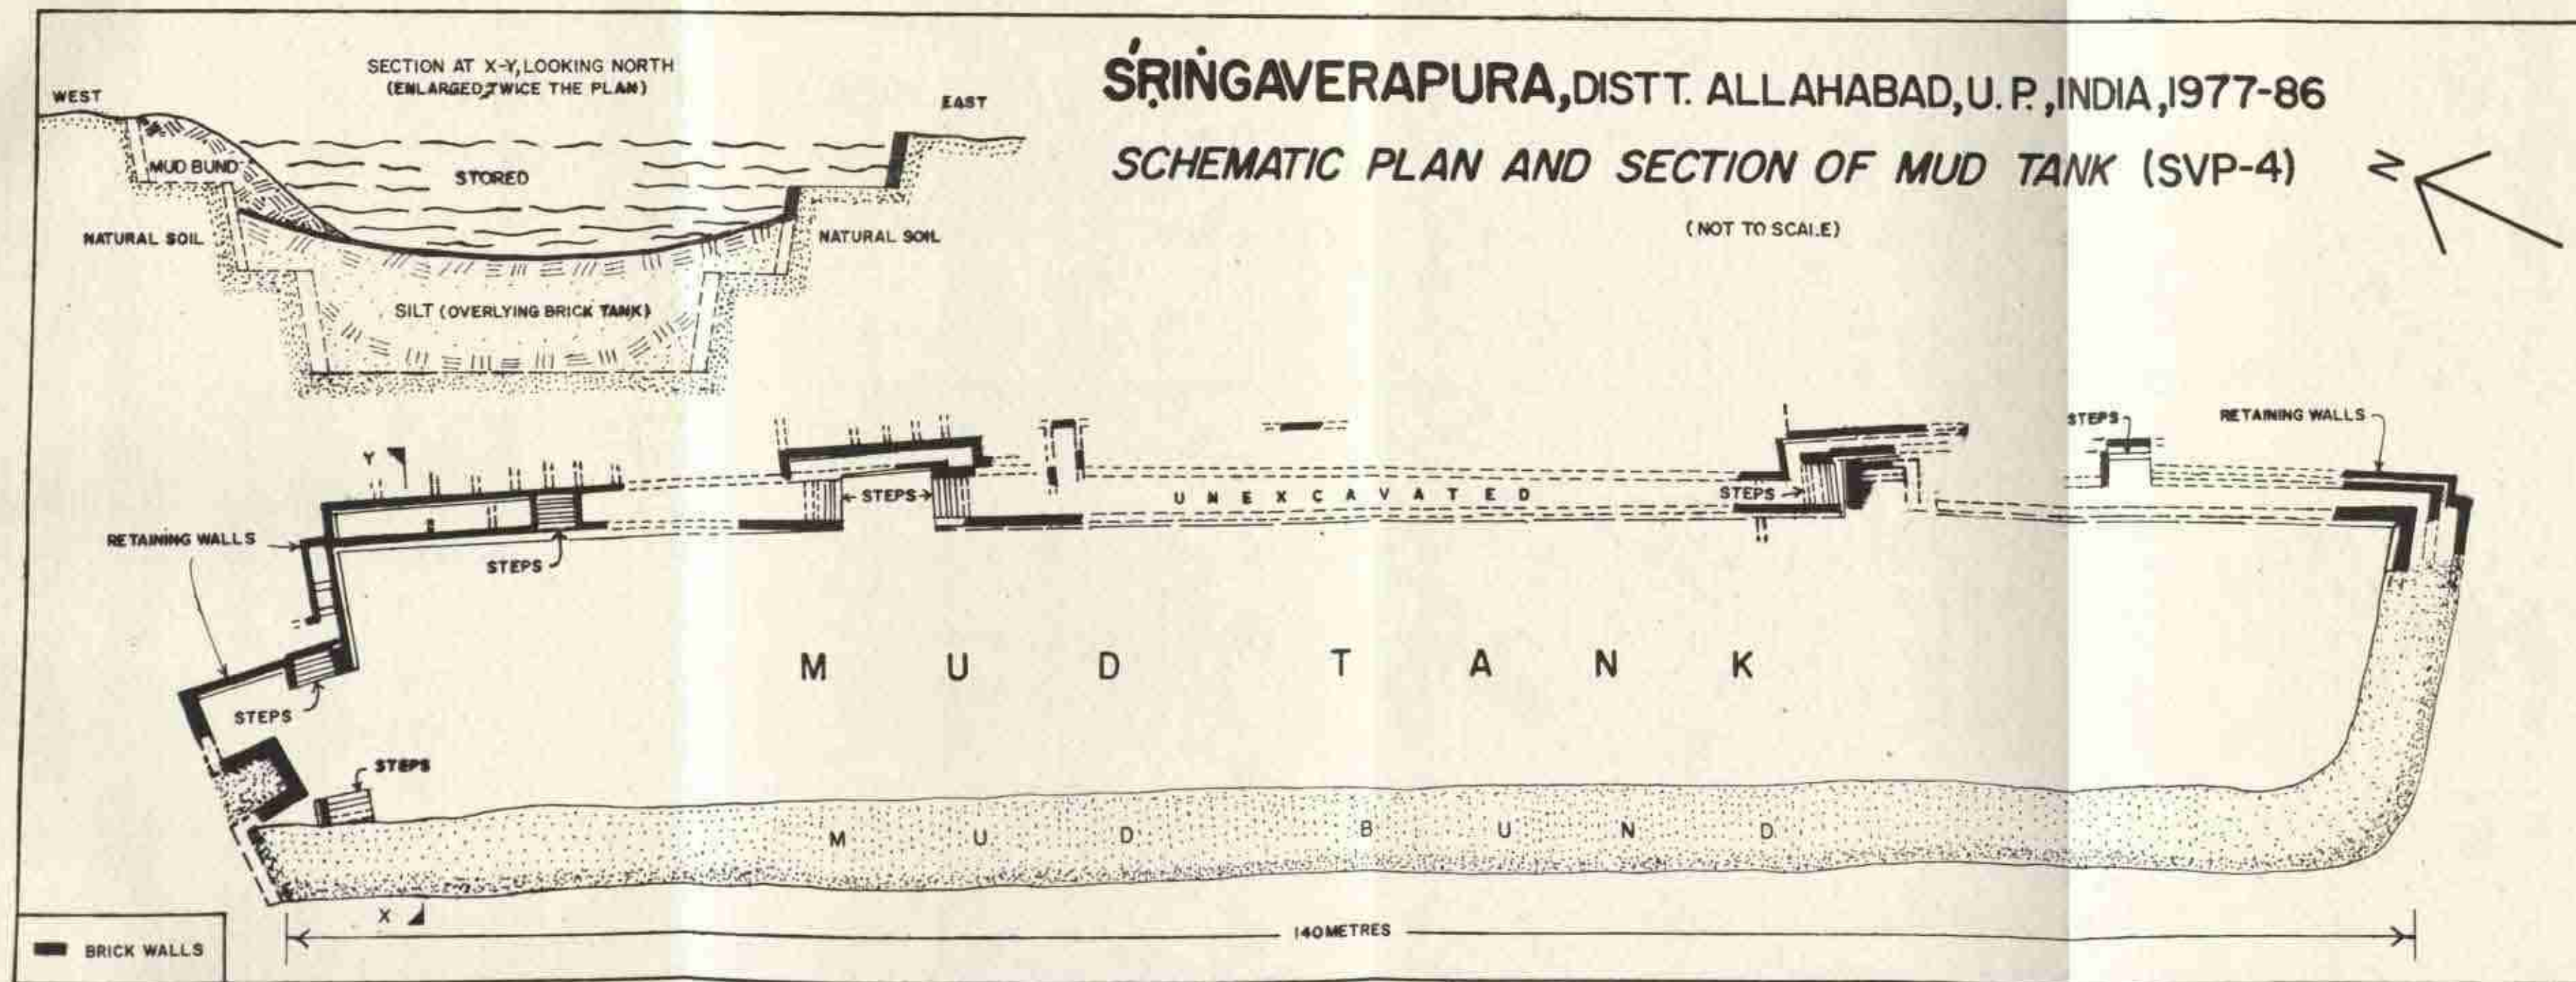 SECTION AT X-Y, LOOKING NORTH
(ENLARGED TWICE THE PLAN)
WEST
EAST
MUD BUND
STORED
NATURAL SOIL
NATURAL SOIL
SILT (OVERLYING BRICK TANK)
ŚṚIṄGAVERAPURA, DISTT. ALLAHABAD, U.P., INDIA, 1977-86
SCHEMATIC PLAN AND SECTION OF MUD TANK (SVP-4)
(NOT TO SCALE)
N
Y
STEPS
RETAINING WALLS
STEPS
UNEXCAVATED
STEPS
RETAINING WALLS
STEPS
MUD TANK
STEPS
STEPS
MUD BUND
X
140 METRES
BRICK WALLS